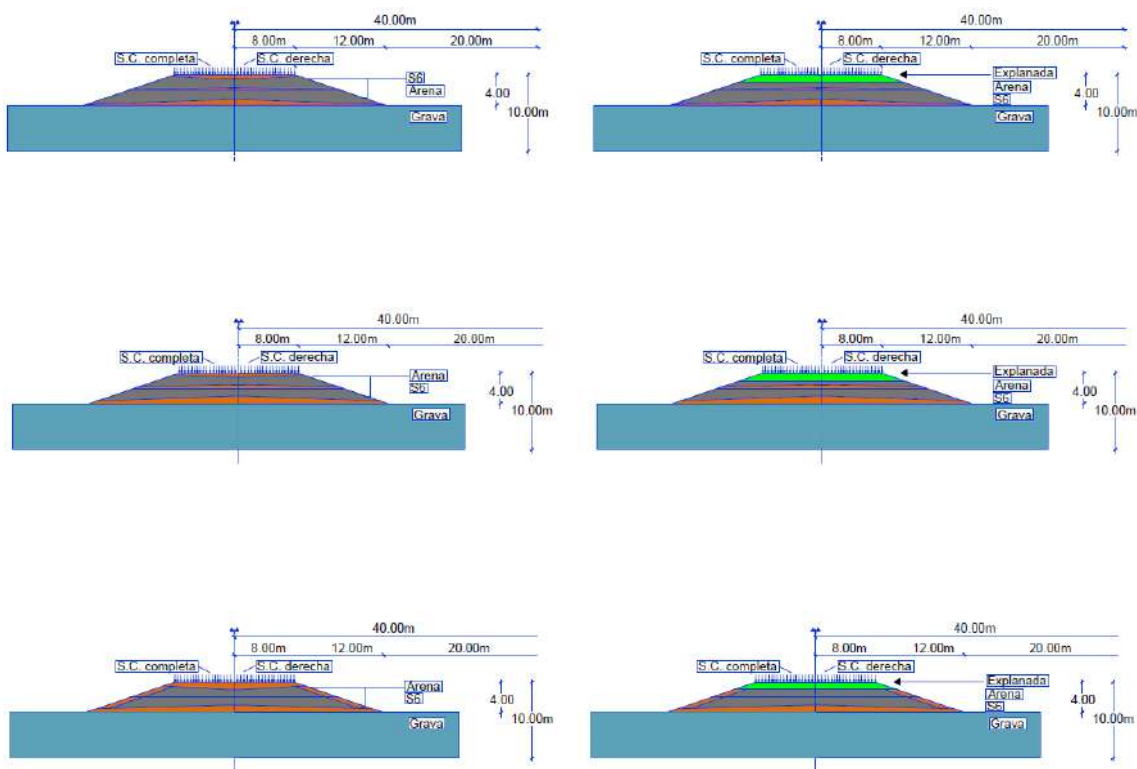 40.00m
8.00m 12.00m 20.00m
S.C. completa S.C. derecha
S6
Arena
4.00
10.00m
Grava
40.00m
8.00m 12.00m 20.00m
S.C. completa S.C. derecha
Explanada
Arena
S6
4.00
10.00m
Grava
40.00m
8.00m 12.00m 20.00m
S.C. completa S.C. derecha
Arena
S6
4.00
10.00m
Grava
40.00m
8.00m 12.00m 20.00m
S.C. completa S.C. derecha
Explanada
Arena
S6
4.00
10.00m
Grava
40.00m
8.00m 12.00m 20.00m
S.C. completa S.C. derecha
Arena
S6
4.00
10.00m
Grava
40.00m
8.00m 12.00m 20.00m
S.C. completa S.C. derecha
Explanada
Arena
S6
4.00
10.00m
Grava